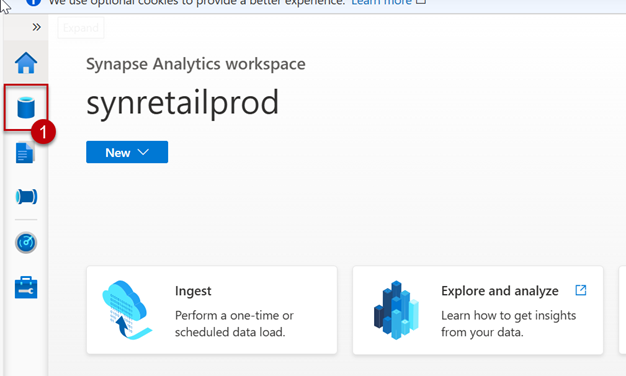 We use optional cookies to provide a better experience. Learn more
Expand
Synapse Analytics workspace
synretailprod
1
New
Ingest
Perform a one-time or
scheduled data load.
Explore and analyze
Learn how to get insights
from your data.